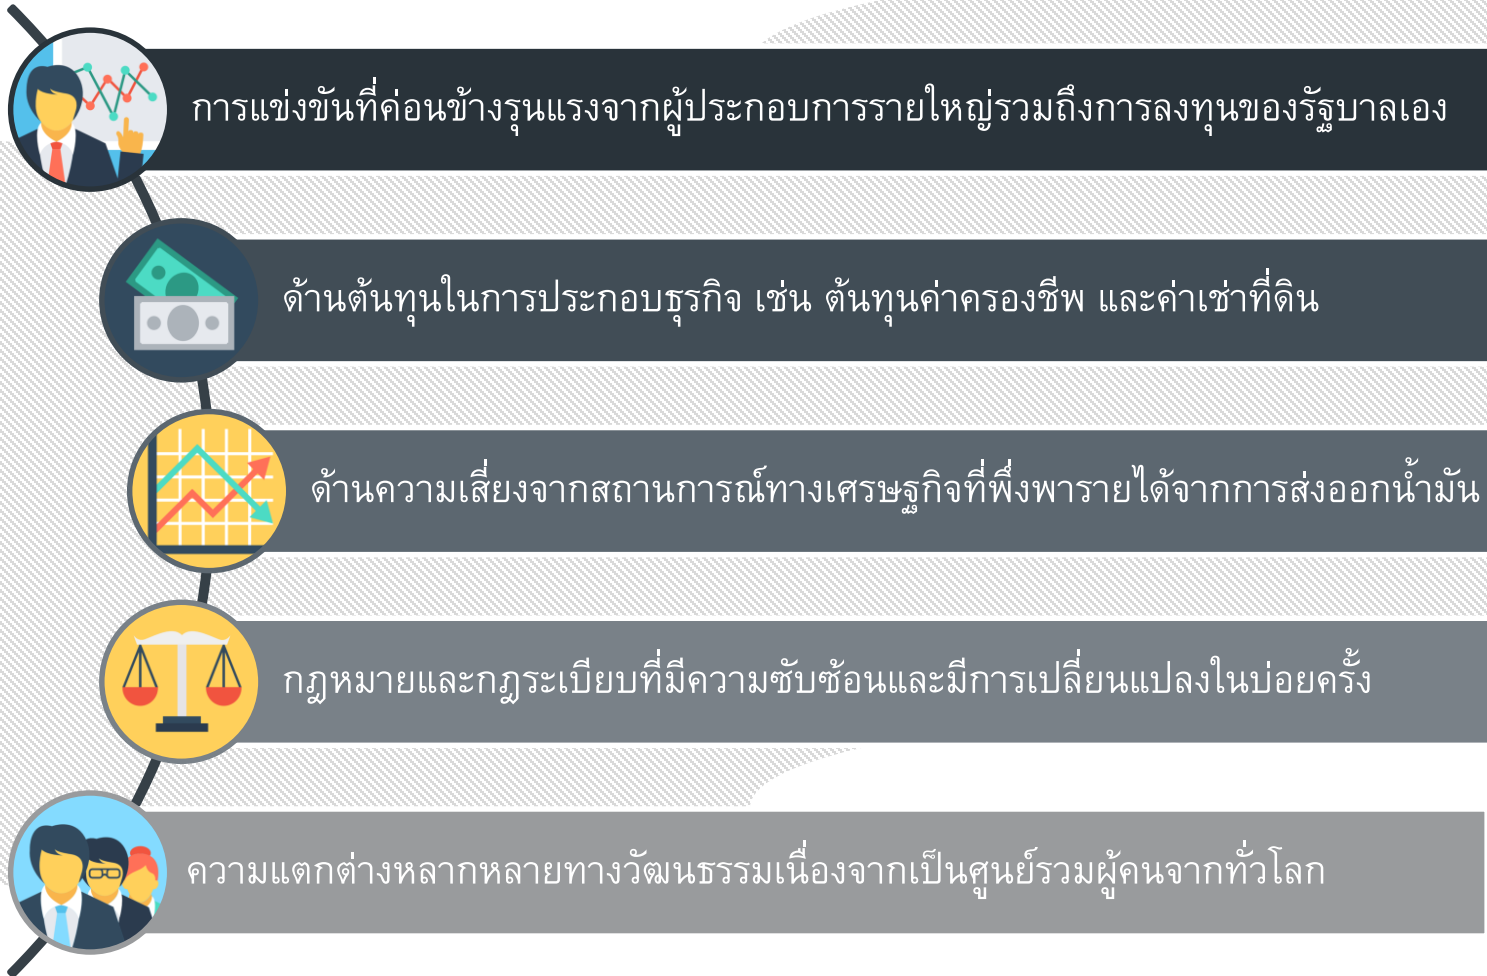 การแข่งขันที่ค่อนข้างรุนแรงจากผู้ประกอบการรายใหญ่รวมถึงการลงทุนของรัฐบาลเอง
ด้านต้นทุนในการประกอบธุรกิจ เช่น ต้นทุนค่าครองชีพ และค่าเช่าที่ดิน
ด้านความเสี่ยงจากสถานการณ์ทางเศรษฐกิจที่พึ่งพารายได้จากการส่งออกน้ำมัน
กฎหมายและกฎระเบียบที่มีความซับซ้อนและมีการเปลี่ยนแปลงในบ่อยครั้ง
ความแตกต่างหลากหลายทางวัฒนธรรมเนื่องจากเป็นศูนย์รวมผู้คนจากทั่วโลก